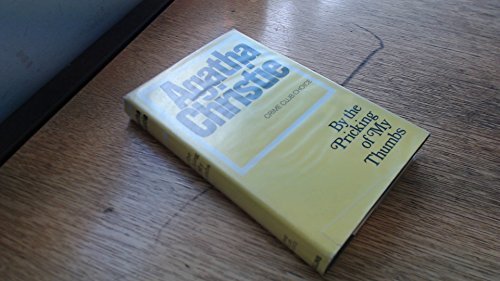 Agatha
Christie
CRIME CLUB CHOICE
By the
Pricking
of My
Thumbs